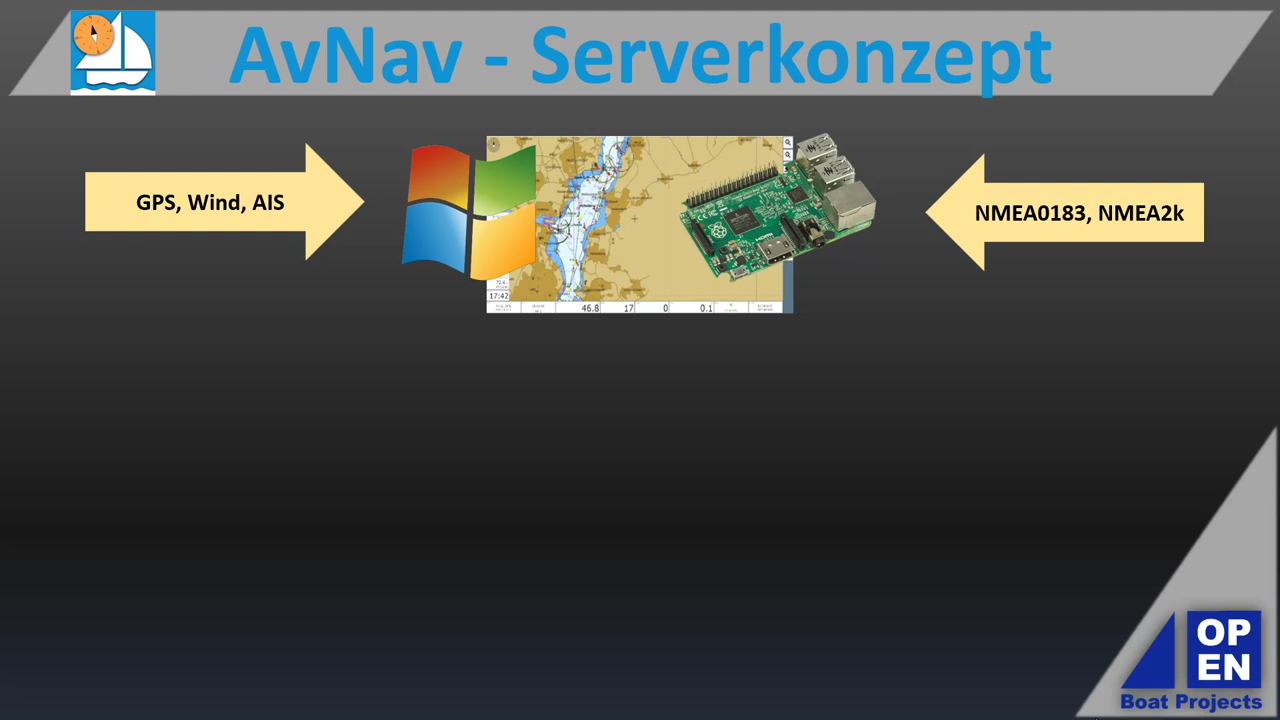 AvNav - Serverkonzept
GPS, Wind, AIS
NMEA0183, NMEA2k
17:42
46.8 17 0 0.1
OP
EN
Boat Projects